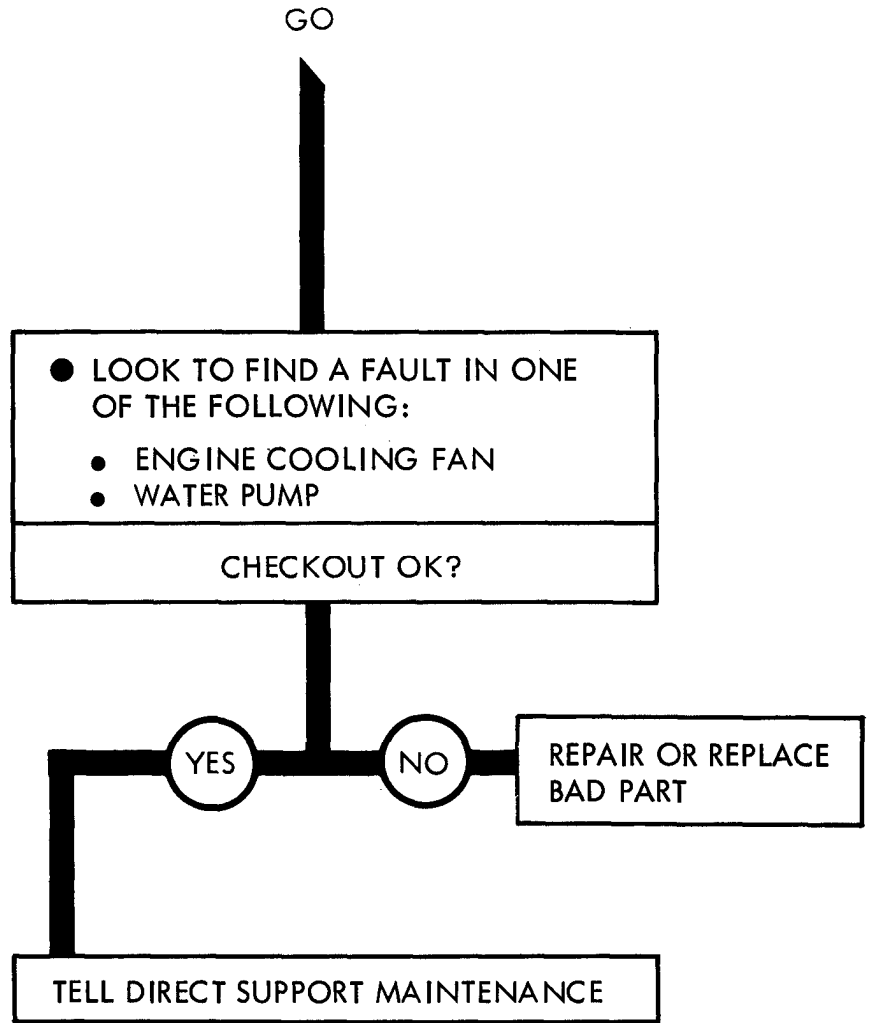 GO
● LOOK TO FIND A FAULT IN ONE
OF THE FOLLOWING:
● ENGINE COOLING FAN
● WATER PUMP
CHECKOUT OK?
YES
NO
REPAIR OR REPLACE
BAD PART
TELL DIRECT SUPPORT MAINTENANCE